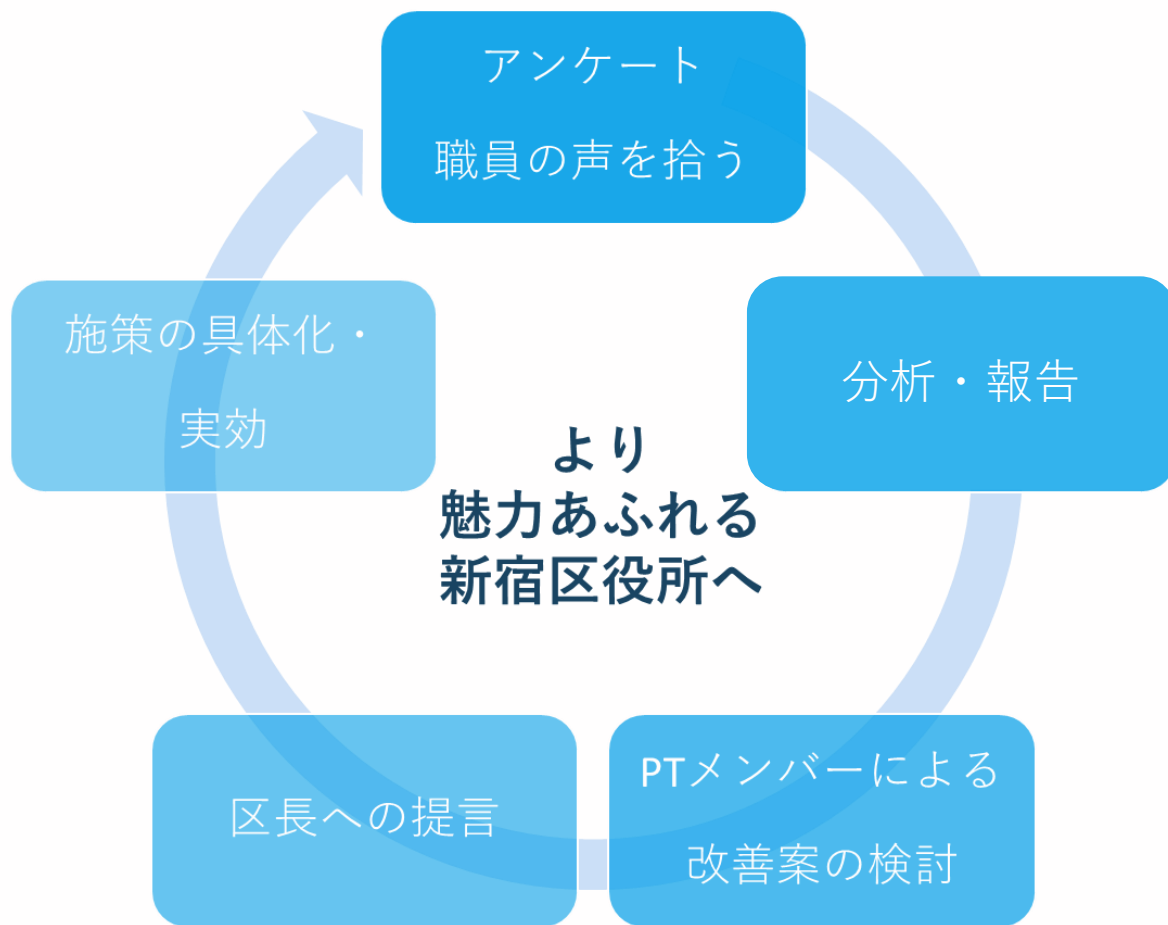 アンケート
職員の声を拾う
分析・報告
PTメンバーによる
改善案の検討
区長への提言
施策の具体化・
実効
より
魅力あふれる
新宿区役所へ